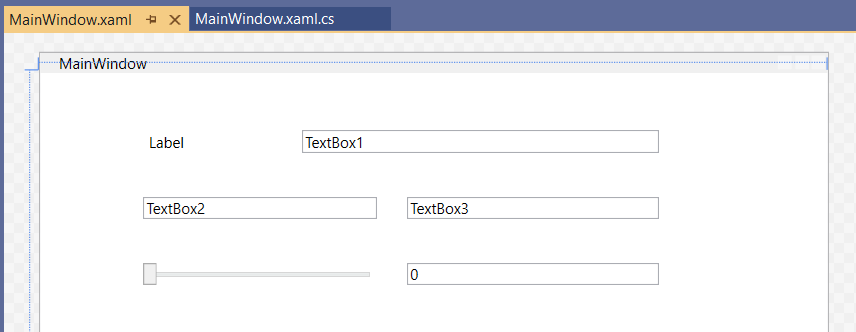 MainWindow.xaml MainWindow.xaml.cs
MainWindow
Label TextBox1
TextBox2 TextBox3
0